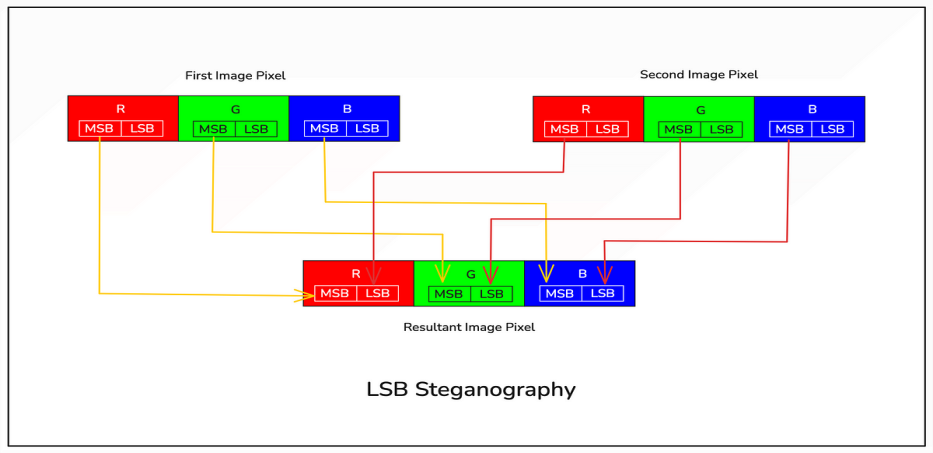 First Image Pixel
Second Image Pixel
R G B
MSB LSB MSB LSB MSB LSB
R G B
MSB LSB MSB LSB MSB LSB
R G B
MSB LSB MSB LSB MSB LSB
Resultant Image Pixel
LSB Steganography